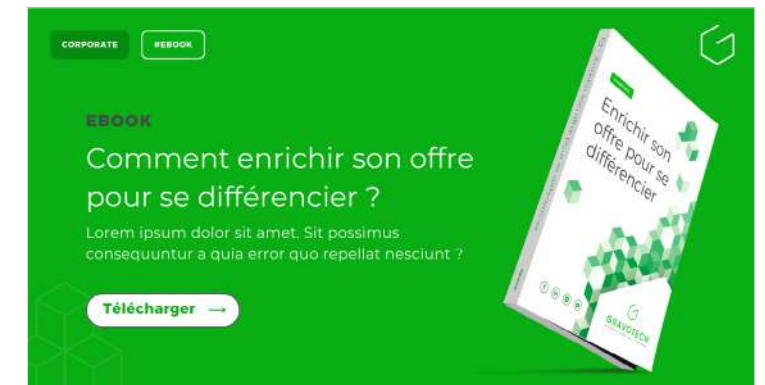 CORPORATE
#EBOOK
EBOOK
Comment enrichir son offre
pour se différencier ?
Lorem ipsum dolor sit amet. Sit possimus
consequuntur a quia error quo repellat nesciunt ?
Télécharger →
Enrichir son
offre pour se
différencier
GRAVOTECH